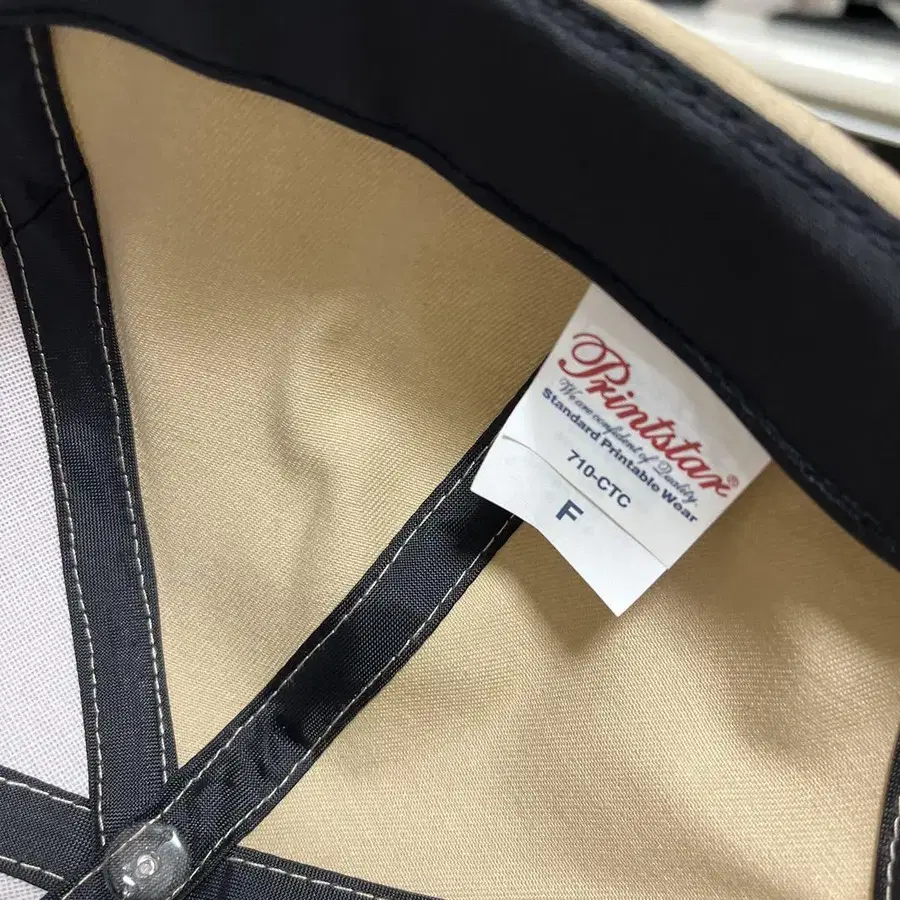 Printstar®
We are confident of Quality.
Standard Printable Wear
710-CTC
F